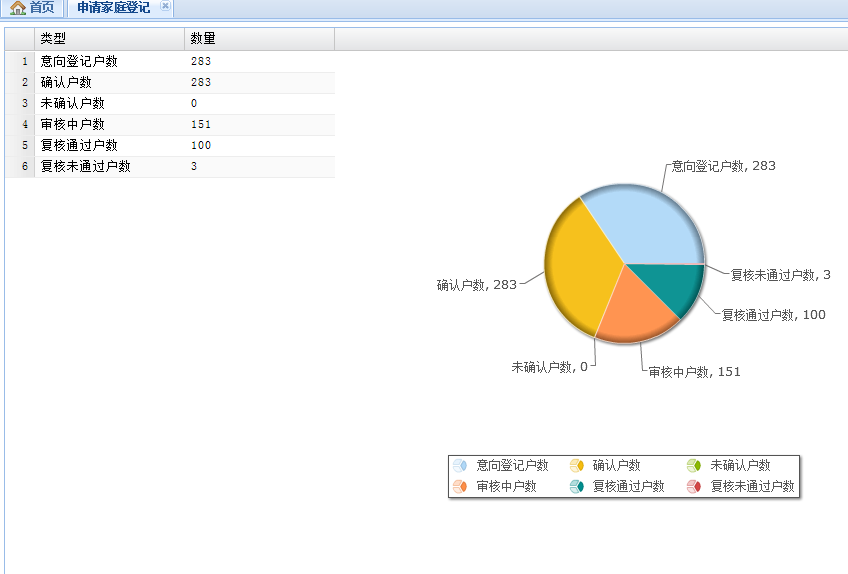 首页 申请家庭登记
类型 数量
1 意向登记户数 283
2 确认户数 283
3 未确认户数 0
4 审核中户数 151
5 复核通过户数 100
6 复核未通过户数 3
意向登记户数, 283
复核未通过户数, 3
确认户数, 283
复核通过户数, 100
未确认户数, 0
审核中户数, 151
意向登记户数 确认户数 未确认户数
审核中户数 复核通过户数 复核未通过户数